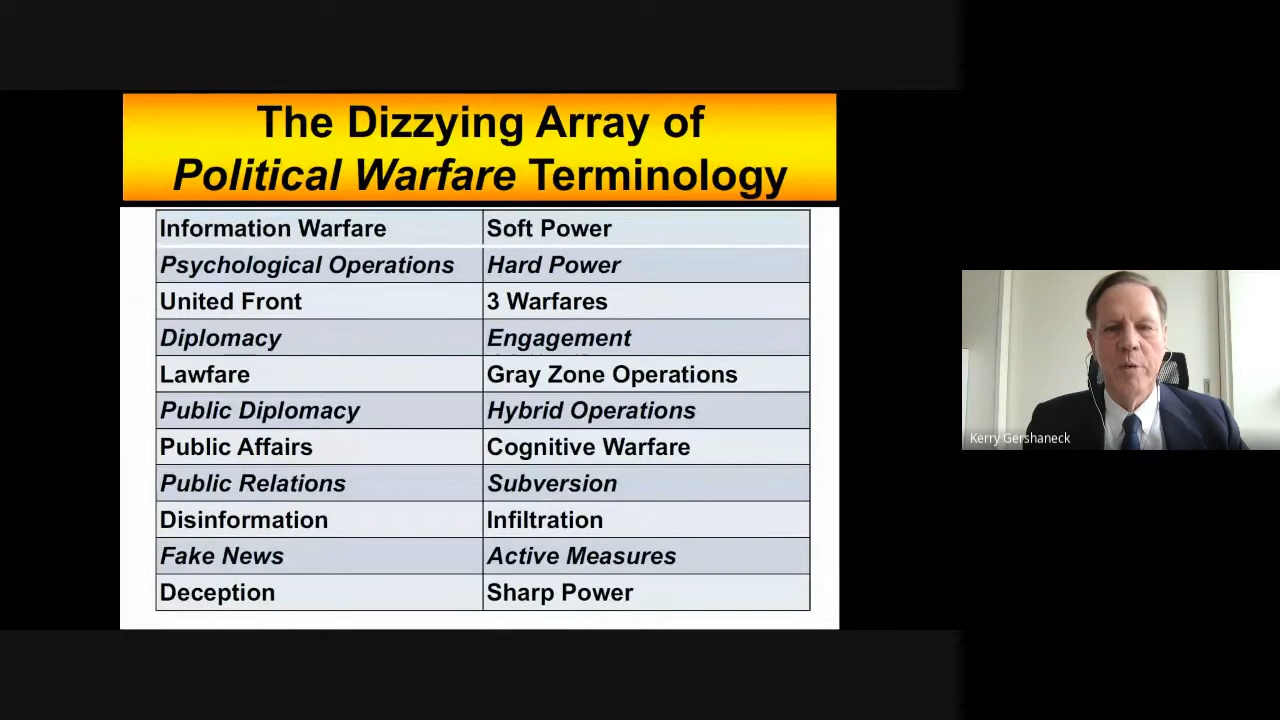 The Dizzying Array of
Political Warfare Terminology
Information Warfare Soft Power
Psychological Operations Hard Power
United Front 3 Warfares
Diplomacy Engagement
Lawfare Gray Zone Operations
Public Diplomacy Hybrid Operations
Public Affairs Cognitive Warfare
Public Relations Subversion
Disinformation Infiltration
Fake News Active Measures
Deception Sharp Power
Kerry Gershaneck